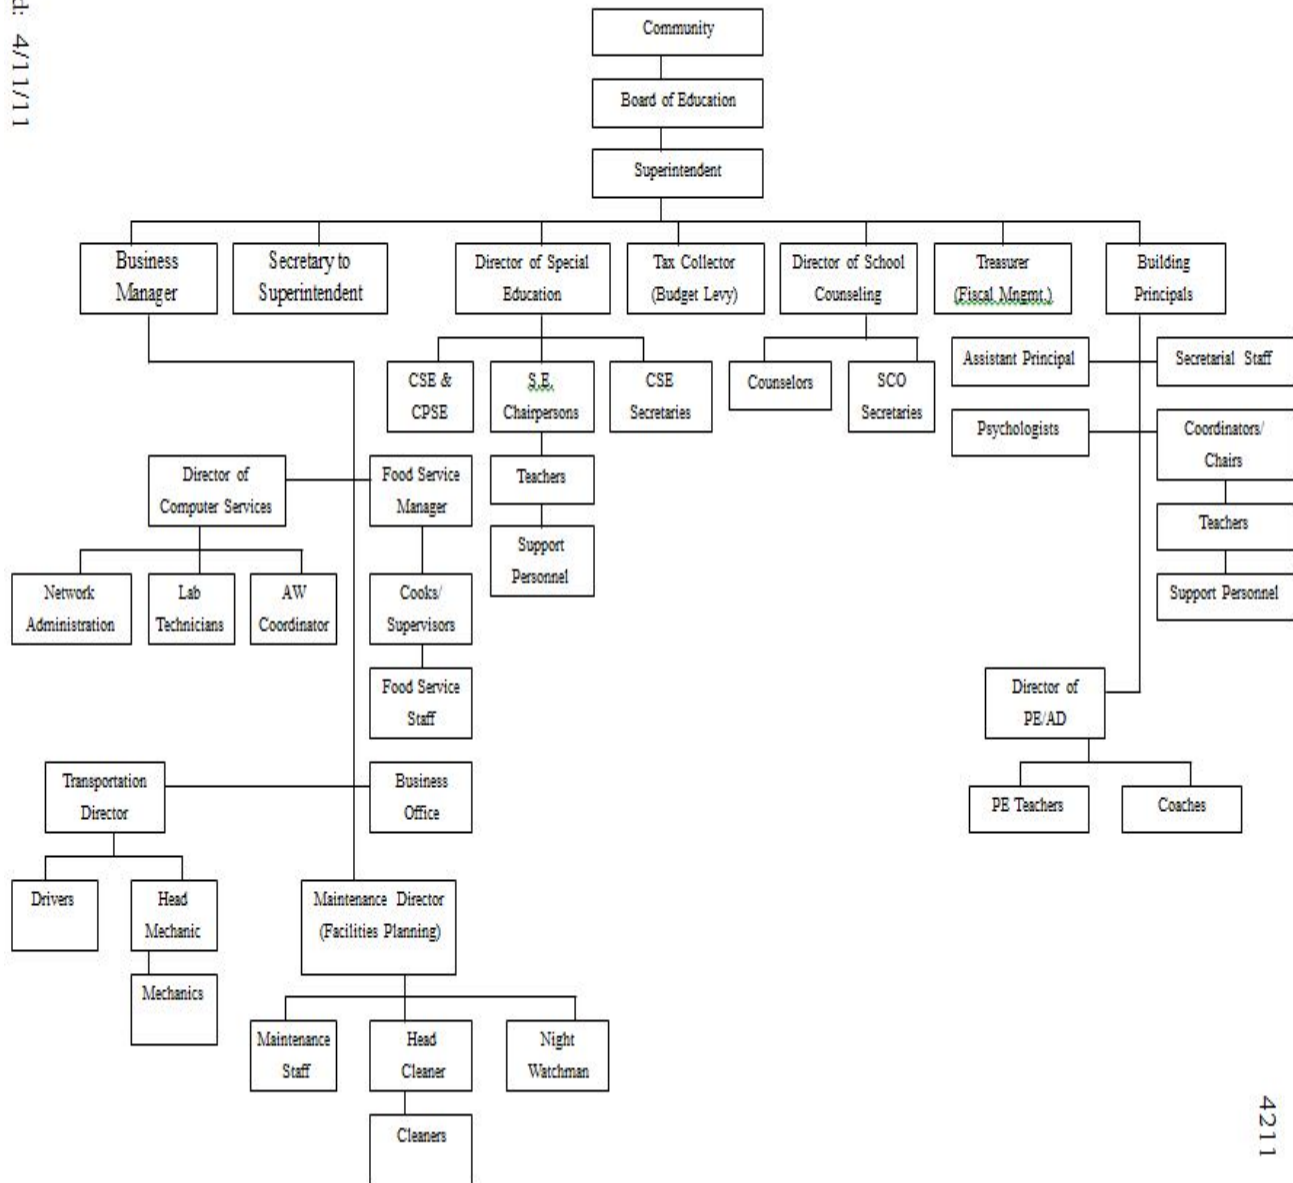 d: 4/11/11
Community
Board of Education
Superintendent
Business
Manager
Secretary to
Superintendent
Director of Special
Education
Tax Collector
(Budget Levy)
Director of School
Counseling
Treasurer
(Fiscal Mngmt.)
Building
Principals
Assistant Principal
Secretarial Staff
CSE &
CPSE
S.E.
Chairpersons
CSE
Secretaries
Counselors
SCO
Secretaries
Psychologists
Coordinators/
Chairs
Director of
Computer Services
Food Service
Manager
Teachers
Teachers
Support
Personnel
Support Personnel
Network
Administration
Lab
Technicians
AW
Coordinator
Cooks/
Supervisors
Food Service
Staff
Director of
PE/AD
Transportation
Director
Business
Office
PE Teachers
Coaches
Drivers
Head
Mechanic
Maintenance Director
(Facilities Planning)
Mechanics
Maintenance
Staff
Head
Cleaner
Night
Watchman
Cleaners
4211